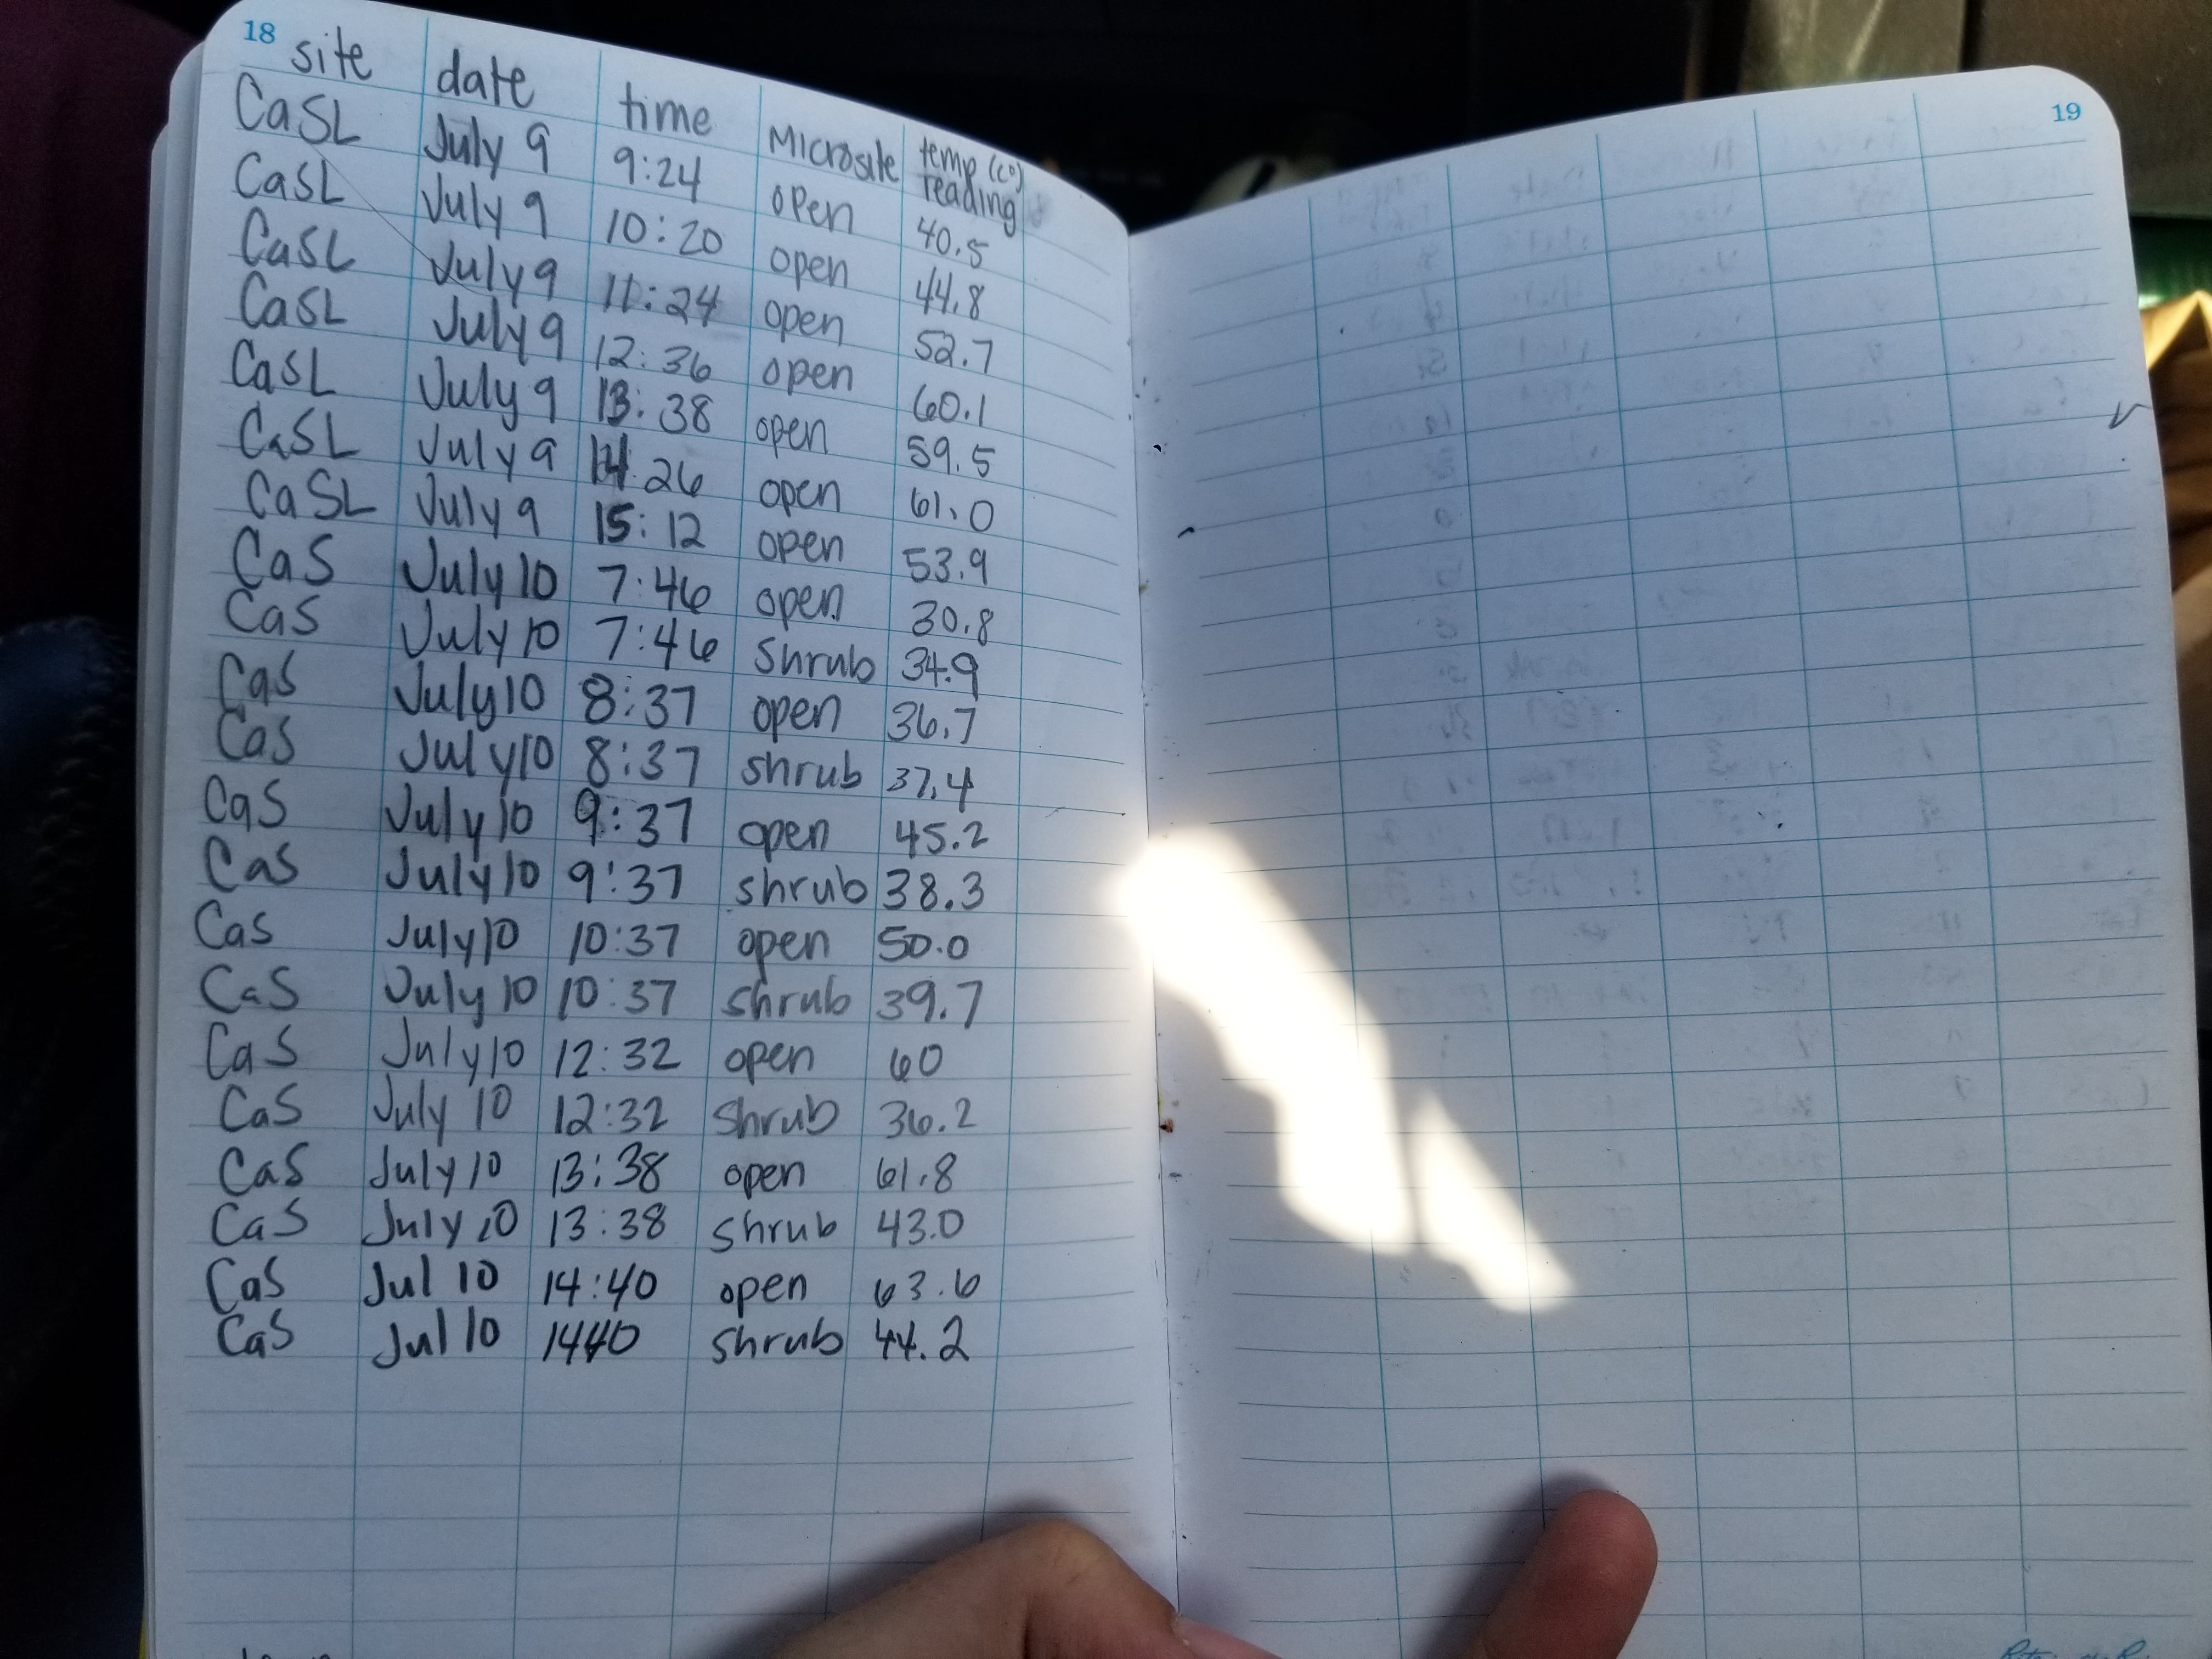 18
19
site date time Microsite temp (c°) reading
CaSL July 9 9:24 open 40.5
CaSL July 9 10:20 open 44.8
CaSL July 9 11:24 open 52.7
CaSL July 9 12:36 open 60.1
CaSL July 9 13:38 open 59.5
CaSL July 9 14:26 open 61.0
CaSL July 9 15:12 open 53.9
CaS July 10 7:46 open 30.8
CaS July 10 7:46 Shrub 34.9
CaS July 10 8:37 open 36.7
CaS July 10 8:37 shrub 37.4
CaS July 10 9:37 open 45.2
CaS July 10 9:37 shrub 38.3
CaS July 10 10:37 open 50.0
CaS July 10 10:37 shrub 39.7
CaS July 10 12:32 open 60
CaS July 10 12:32 shrub 36.2
CaS July 10 13:38 open 61.8
CaS July 10 13:38 shrub 43.0
CaS Jul 10 14:40 open 63.6
CaS Jul 10 1440 shrub 44.2